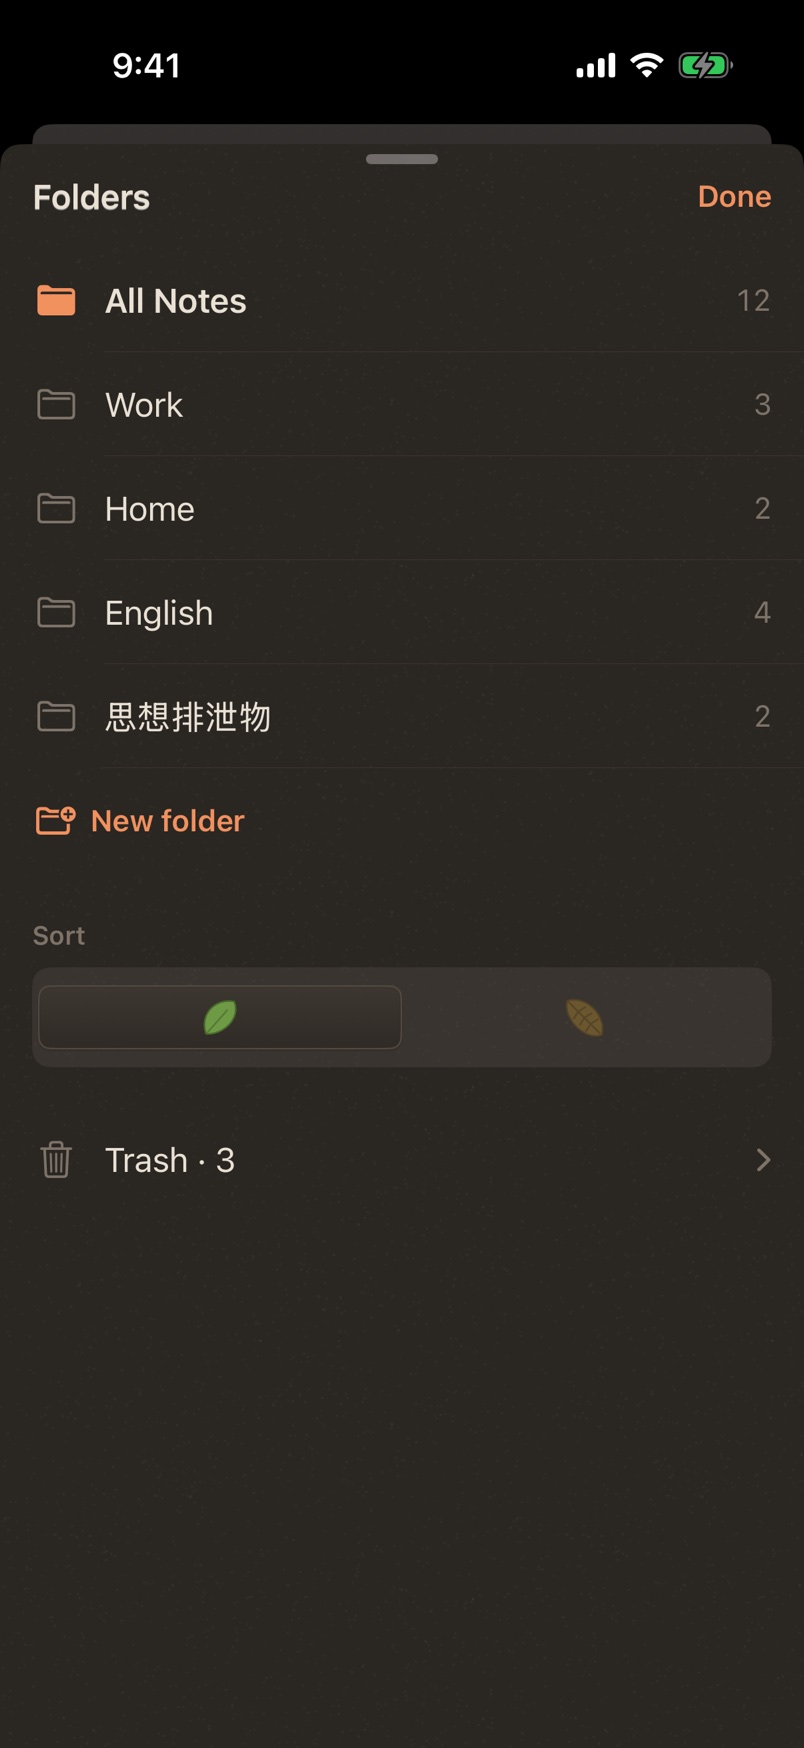 9:41
Folders
Done
All Notes
12
Work
3
Home
2
English
4
思想排泄物
2
New folder
Sort
Trash · 3